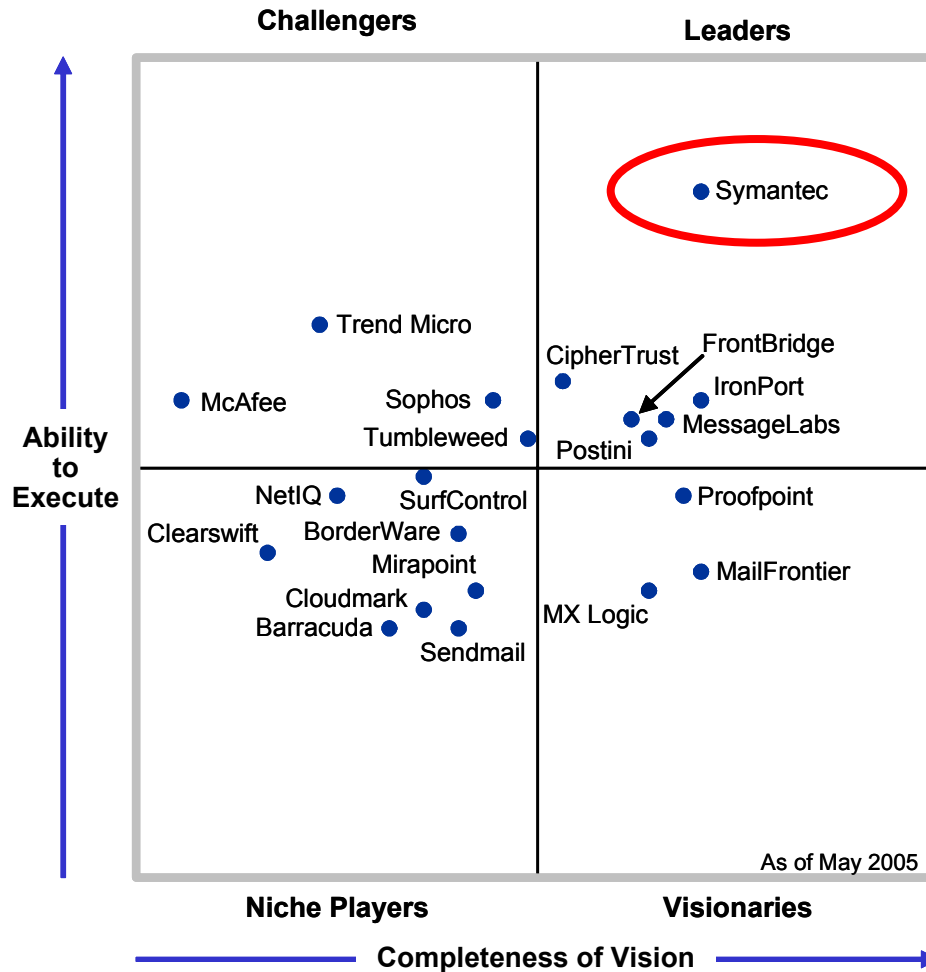 Challengers
Leaders
Symantec
Trend Micro
FrontBridge
CipherTrust
IronPort
McAfee
Sophos
MessageLabs
Tumbleweed
Postini
Ability
to
Execute
NetIQ
SurfControl
Proofpoint
Clearswift
BorderWare
Mirapoint
MailFrontier
Cloudmark
MX Logic
Barracuda
Sendmail
As of May 2005
Niche Players
Visionaries
Completeness of Vision